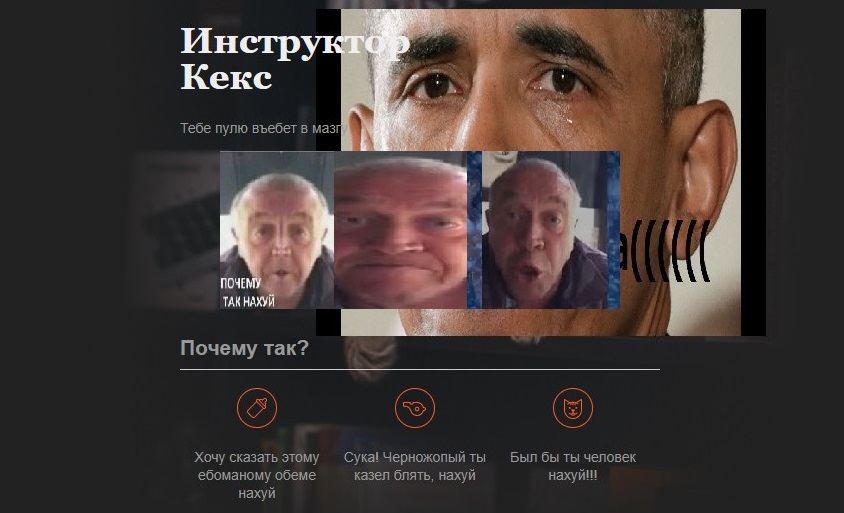 Инструктор
Кекс
Тебе пулю въебет в мазг
ПОЧЕМУ
ТАК НАХУЙ
а((((((
Почему так?
Хочу сказать этому
ебоманому обеме
нахуй
Сука! Черножопый ты
казел блять, нахуй
Был бы ты человек
нахуй!!!